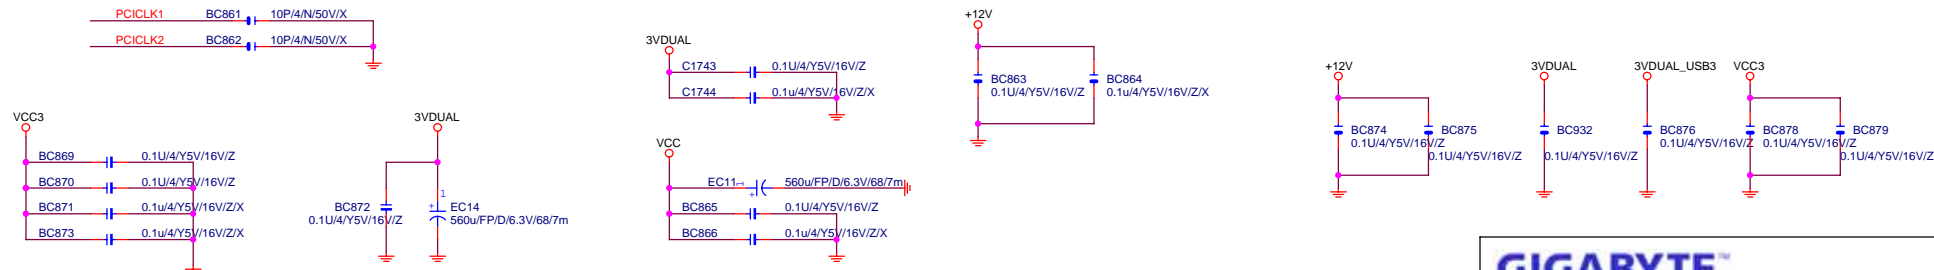 PCICLK1 BC861 10P/4/N/50V/X
PCICLK2 BC862 10P/4/N/50V/X
VCC3
BC869 0.1U/4/Y5V/16V/Z
BC870 0.1U/4/Y5V/16V/Z
BC871 0.1u/4/Y5V/16V/Z/X
BC873 0.1u/4/Y5V/16V/Z/X
3VDUAL
BC872
0.1U/4/Y5V/16V/Z
1
+
EC14
560u/FP/D/6.3V/68/7m
3VDUAL
C1743 0.1U/4/Y5V/16V/Z
C1744 0.1u/4/Y5V/16V/Z/X
VCC
EC11 1 + 560u/FP/D/6.3V/68/7m
BC865 0.1U/4/Y5V/16V/Z
BC866 0.1u/4/Y5V/16V/Z/X
+12V
BC863
0.1U/4/Y5V/16V/Z
BC864
0.1u/4/Y5V/16V/Z/X
+12V
BC874
0.1U/4/Y5V/16V/Z
BC875
0.1U/4/Y5V/16V/Z
3VDUAL
BC932
0.1U/4/Y5V/16V/Z
3VDUAL_USB3
BC876
0.1U/4/Y5V/16V/Z
VCC3
BC878
0.1U/4/Y5V/16V/Z
BC879
0.1U/4/Y5V/16V/Z
GIGABYTE™